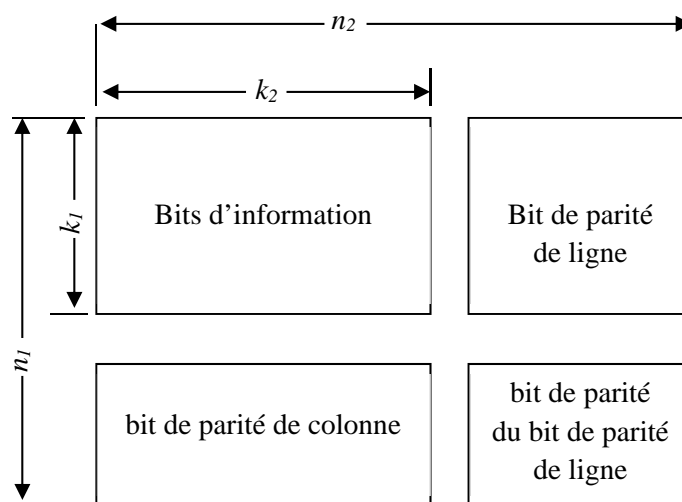 n2
k2
n1
k1
Bits d’information
Bit de parité
de ligne
bit de parité de colonne
bit de parité
du bit de parité
de ligne